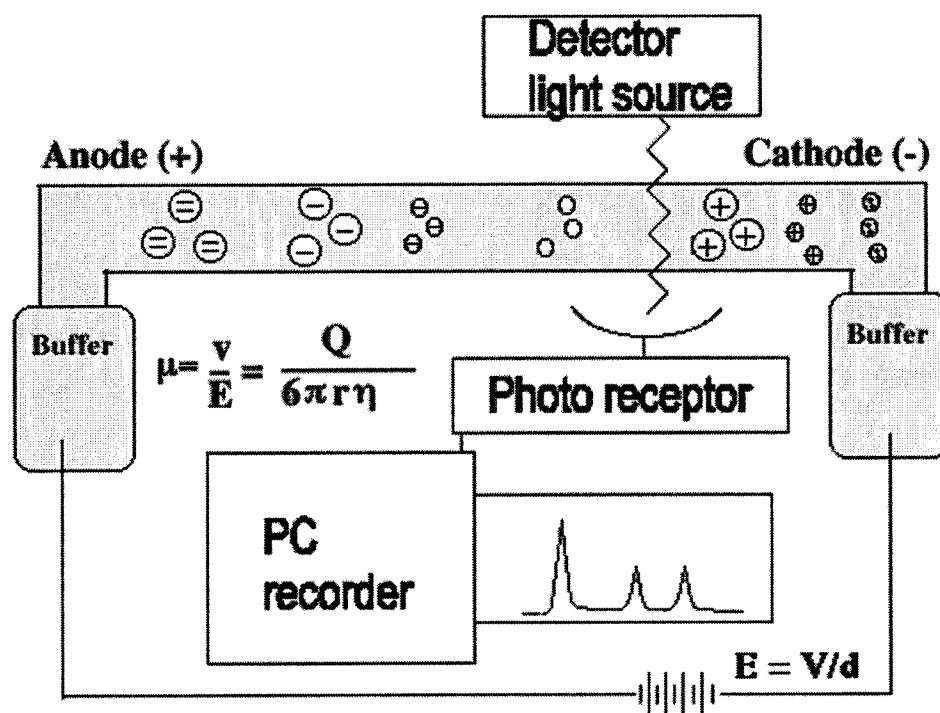 Detector
light source
Anode (+)
Cathode (-)
Buffer
Buffer
μ= v/E = Q/6πrη
Photo receptor
PC
recorder
E = V/d